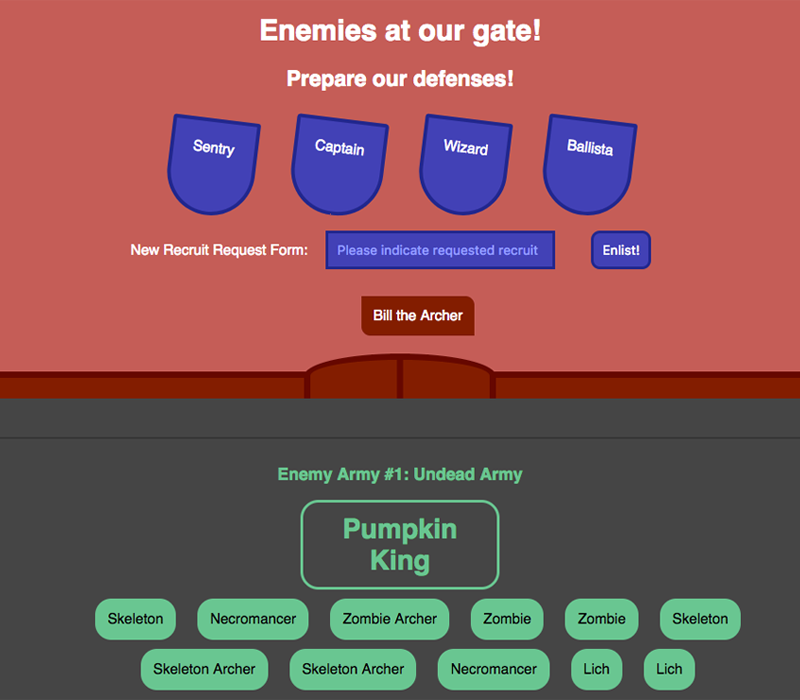 Enemies at our gate!
Prepare our defenses!
Sentry Captain Wizard Ballista
New Recruit Request Form: Please indicate requested recruit Enlist!
Bill the Archer
Enemy Army #1: Undead Army
Pumpkin
King
Skeleton Necromancer Zombie Archer Zombie Zombie Skeleton
Skeleton Archer Skeleton Archer Necromancer Lich Lich